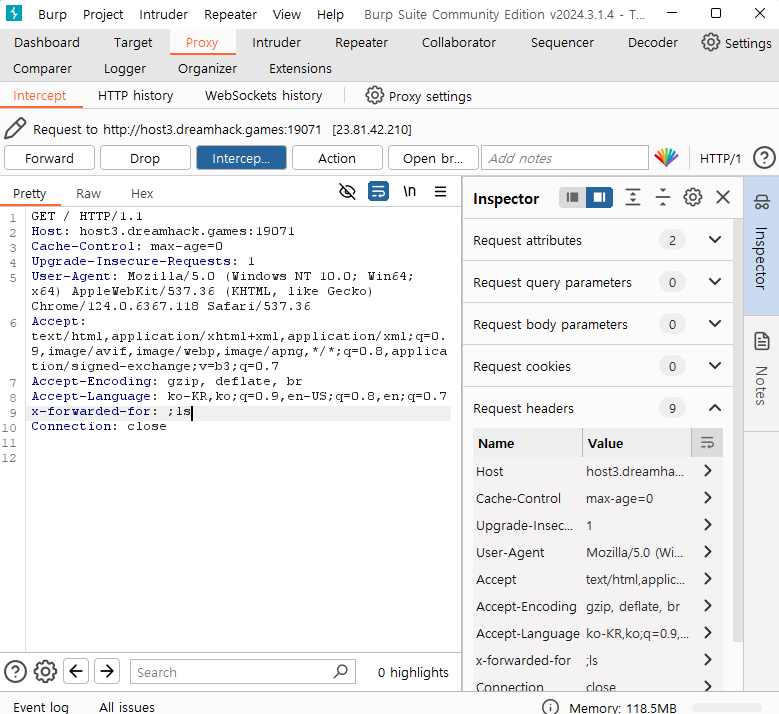 Burp Project Intruder Repeater View Help Burp Suite Community Edition v2024.3.1.4 - T...
Dashboard Target Proxy Intruder Repeater Collaborator Sequencer Decoder Settings
Comparer Logger Organizer Extensions
Intercept HTTP history WebSockets history Proxy settings
Request to http://host3.dreamhack.games:19071 [23.81.42.210]
Forward Drop Intercep... Action Open br... Add notes HTTP/1 ?
Pretty Raw Hex \n
1 GET / HTTP/1.1
2 Host: host3.dreamhack.games:19071
3 Cache-Control: max-age=0
4 Upgrade-Insecure-Requests: 1
5 User-Agent: Mozilla/5.0 (Windows NT 10.0; Win64;
x64) AppleWebKit/537.36 (KHTML, like Gecko)
Chrome/124.0.6367.118 Safari/537.36
6 Accept:
text/html,application/xhtml+xml,application/xml;q=0.
9,image/avif,image/webp,image/apng,*/*;q=0.8,applica
tion/signed-exchange;v=b3;q=0.7
7 Accept-Encoding: gzip, deflate, br
8 Accept-Language: ko-KR,ko;q=0.9,en-US;q=0.8,en;q=0.7
9 x-forwarded-for: ;ls
10 Connection: close
11
12
? Search 0 highlights
Inspector
Request attributes 2
Request query parameters 0
Request body parameters 0
Request cookies 0
Request headers 9
Name Value
Host host3.dreamha...
Cache-Control max-age=0
Upgrade-Insec... 1
User-Agent Mozilla/5.0 (Wi...
Accept text/html,applic...
Accept-Encoding gzip, deflate, br
Accept-Language ko-KR,ko;q=0.9,...
x-forwarded-for ;ls
Connection close
Inspector
Notes
Event log All issues Memory: 118.5MB